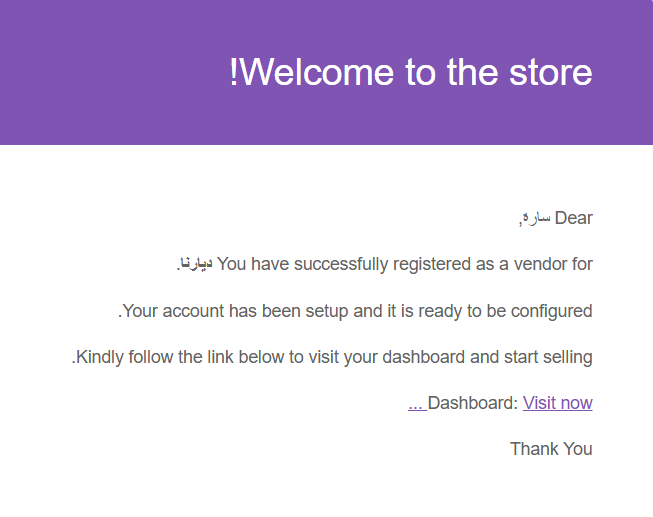 Welcome to the store!
Dear سارة,
You have successfully registered as a vendor for ديارنا.
Your account has been setup and it is ready to be configured.
Kindly follow the link below to visit your dashboard and start selling.
Dashboard: Visit now ...
Thank You